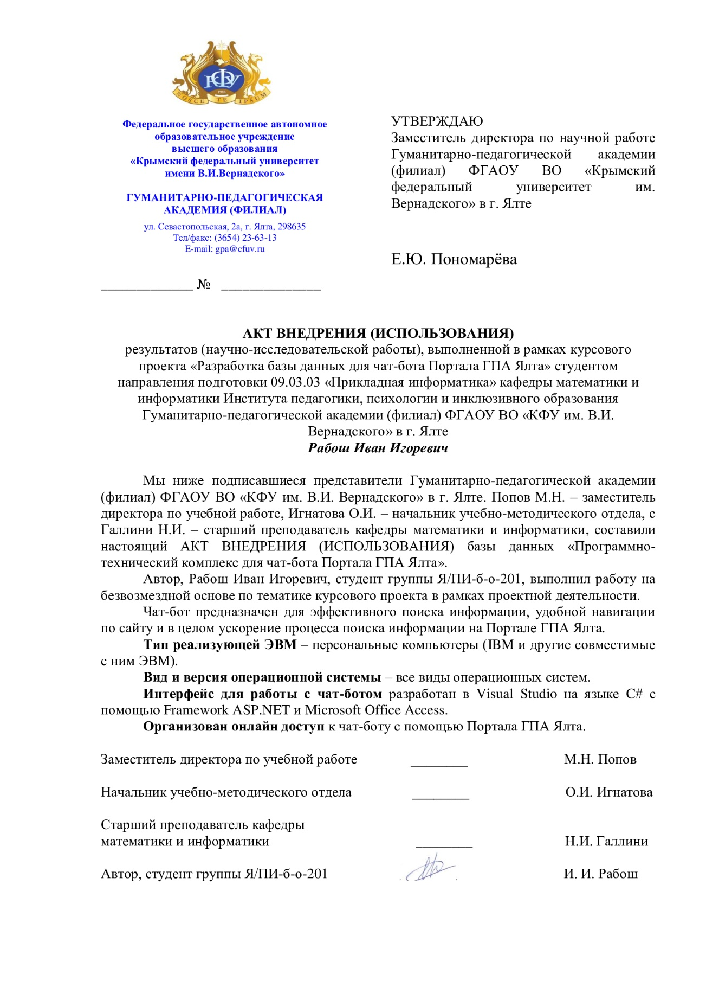 КФУ
1918
NOSCE TE IPSUM
Федеральное государственное автономное
образовательное учреждение
высшего образования
«Крымский федеральный университет
имени В.И.Вернадского»
ГУМАНИТАРНО-ПЕДАГОГИЧЕСКАЯ
АКАДЕМИЯ (ФИЛИАЛ)
ул. Севастопольская, 2а, г. Ялта, 298635
Тел/факс: (3654) 23-63-13
E-mail: gpa@cfuv.ru
_____________ № ______________
УТВЕРЖДАЮ
Заместитель директора по научной работе
Гуманитарно-педагогической академии
(филиал) ФГАОУ ВО «Крымский
федеральный университет им.
Вернадского» в г. Ялте
Е.Ю. Пономарёва
АКТ ВНЕДРЕНИЯ (ИСПОЛЬЗОВАНИЯ)
результатов (научно-исследовательской работы), выполненной в рамках курсового
проекта «Разработка базы данных для чат-бота Портала ГПА Ялта» студентом
направления подготовки 09.03.03 «Прикладная информатика» кафедры математики и
информатики Института педагогики, психологии и инклюзивного образования
Гуманитарно-педагогической академии (филиал) ФГАОУ ВО «КФУ им. В.И.
Вернадского» в г. Ялте
Рабош Иван Игоревич
Мы ниже подписавшиеся представители Гуманитарно-педагогической академии
(филиал) ФГАОУ ВО «КФУ им. В.И. Вернадского» в г. Ялте. Попов М.Н. – заместитель
директора по учебной работе, Игнатова О.И. – начальник учебно-методического отдела, с
Галлини Н.И. – старший преподаватель кафедры математики и информатики, составили
настоящий АКТ ВНЕДРЕНИЯ (ИСПОЛЬЗОВАНИЯ) базы данных «Программно-
технический комплекс для чат-бота Портала ГПА Ялта».
Автор, Рабош Иван Игоревич, студент группы Я/ПИ-б-о-201, выполнил работу на
безвозмездной основе по тематике курсового проекта в рамках проектной деятельности.
Чат-бот предназначен для эффективного поиска информации, удобной навигации
по сайту и в целом ускорение процесса поиска информации на Портале ГПА Ялта.
Тип реализующей ЭВМ – персональные компьютеры (IBM и другие совместимые
с ним ЭВМ).
Вид и версия операционной системы – все виды операционных систем.
Интерфейс для работы с чат-ботом разработан в Visual Studio на языке C# с
помощью Framework ASP.NET и Microsoft Office Access.
Организован онлайн доступ к чат-боту с помощью Портала ГПА Ялта.
Заместитель директора по учебной работе ________ М.Н. Попов
Начальник учебно-методического отдела ________ О.И. Игнатова
Старший преподаватель кафедры
математики и информатики ________ Н.И. Галлини
Автор, студент группы Я/ПИ-б-о-201 И. И. Рабош